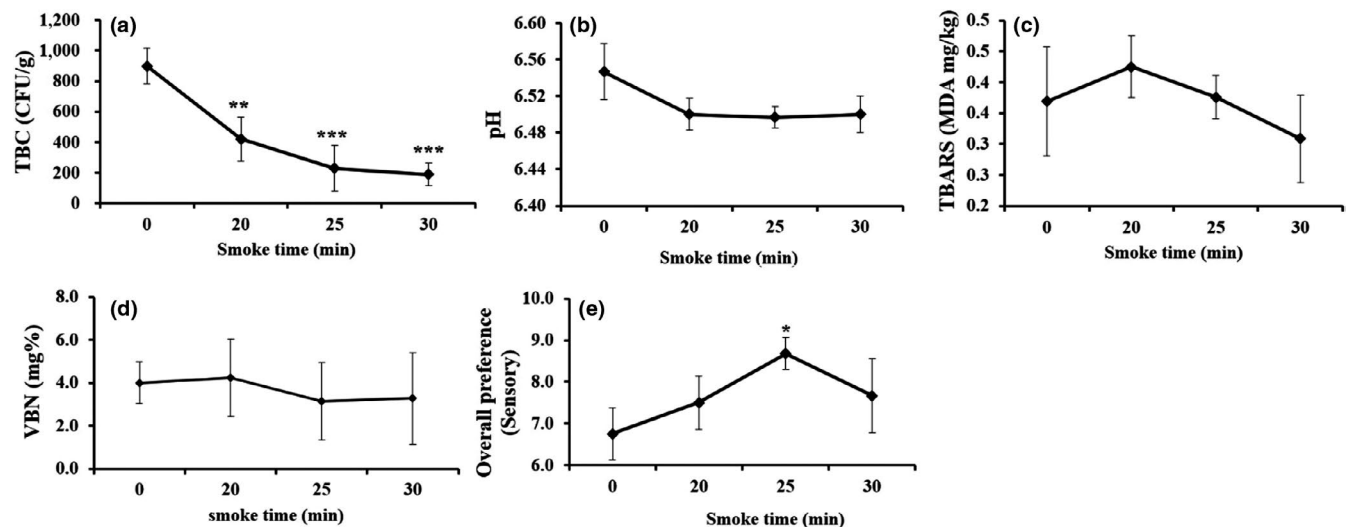 (a)
TBC (CFU/g)
1,200
1,000
800
600
400
200
0
**
***
***
0 20 25 30
Smoke time (min)
(b)
pH
6.60
6.56
6.52
6.48
6.44
6.40
0 20 25 30
Smoke time (min)
(c)
TBARS (MDA mg/kg)
0.5
0.5
0.4
0.4
0.3
0.3
0.2
0 20 25 30
Smoke time (min)
(d)
VBN (mg%)
8.0
6.0
4.0
2.0
0.0
0 20 25 30
smoke time (min)
(e)
Overall preference
(Sensory)
10.0
9.0
8.0
7.0
6.0
*
0 20 25 30
Smoke time (min)